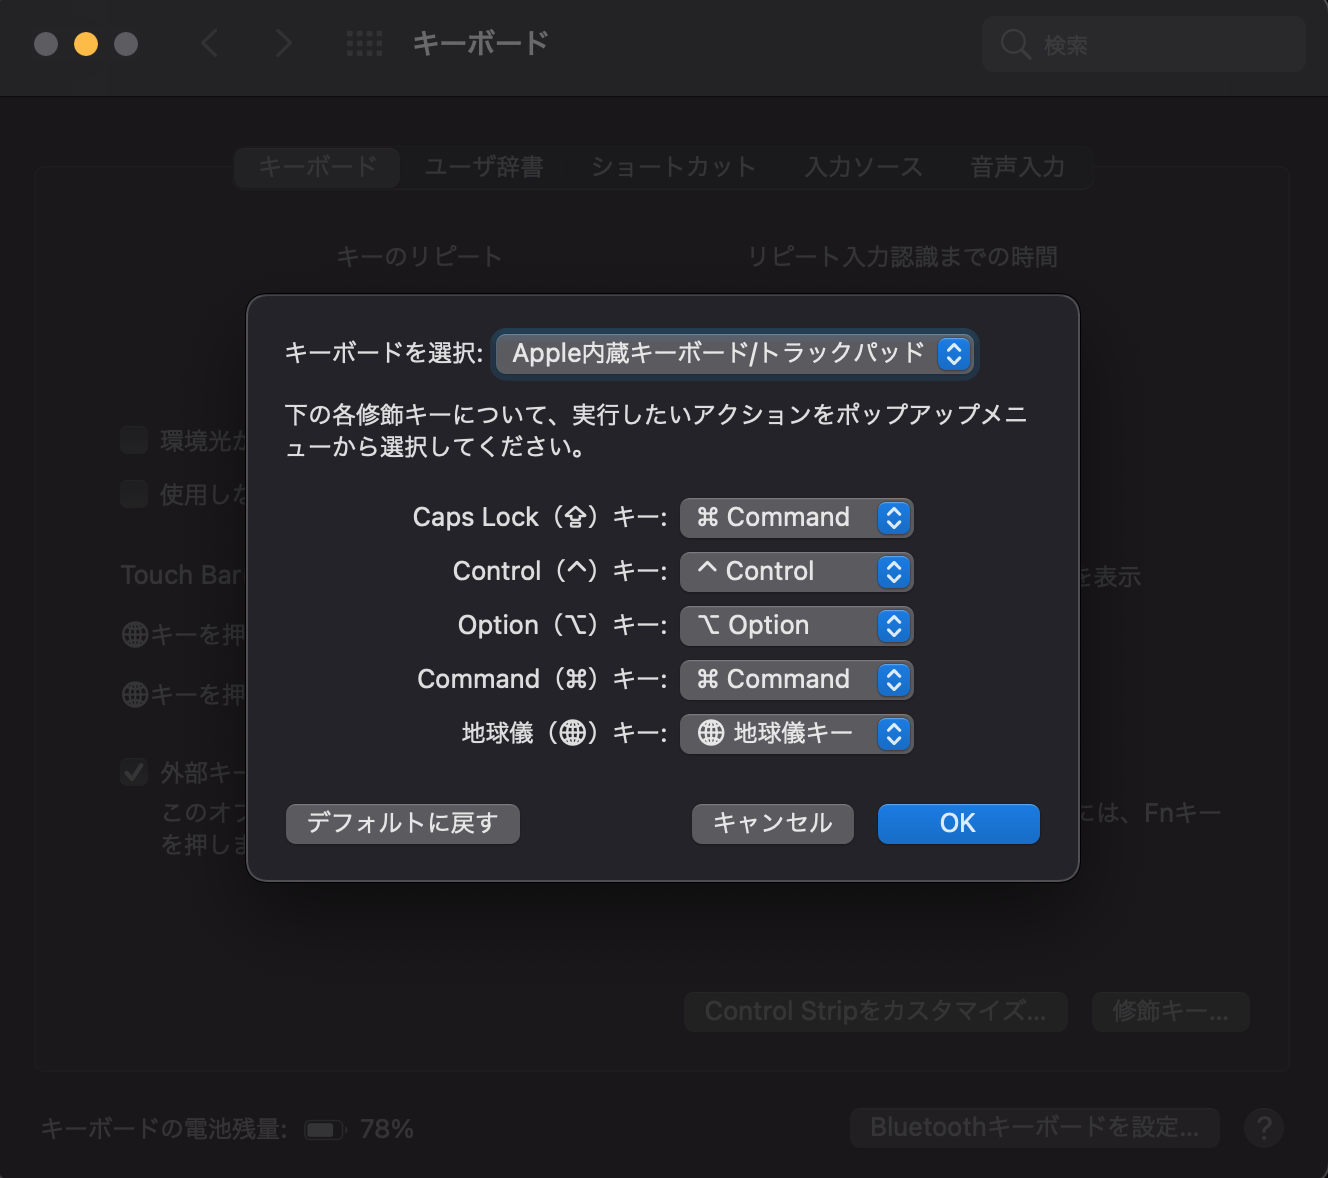 キーボード
検索
キーボード ユーザ辞書 ショートカット 入力ソース 音声入力
キーのリピート リピート入力認識までの時間
キーボードを選択: Apple内蔵キーボード/トラックパッド
下の各修飾キーについて、実行したいアクションをポップアップメニ
ューから選択してください。
環境光か
使用しな
Caps Lock（⇪）キー: ⌘ Command
Control（^）キー: ^ Control
Touch Bar
を表示
Option（⌥）キー: ⌥ Option
キーを押
Command（⌘）キー: ⌘ Command
キーを押
地球儀（🌐）キー: 🌐 地球儀キー
外部キー
このオプ
には、Fnキー
を押しま
デフォルトに戻す キャンセル OK
Control Stripをカスタマイズ... 修飾キー...
キーボードの電池残量: 78%
Bluetoothキーボードを設定... ?